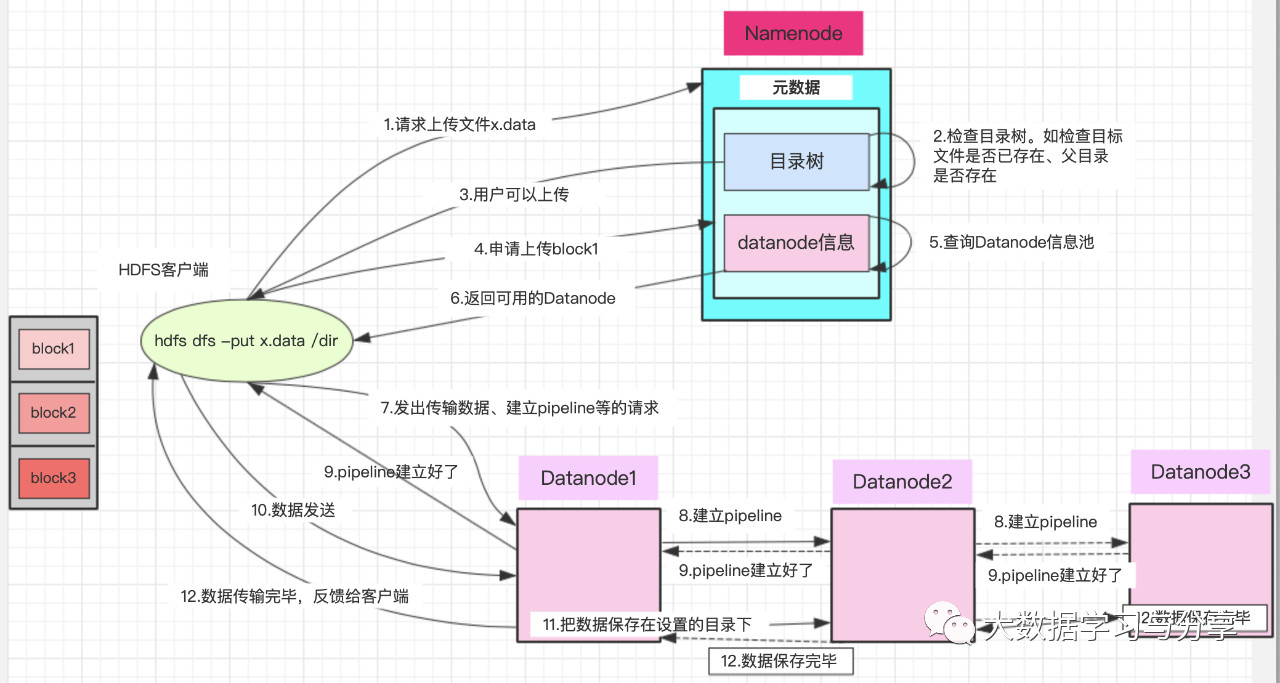 Namenode
元数据
1.请求上传文件x.data
目录树
2.检查目录树。如检查目标
文件是否已存在、父目录
是否存在
3.用户可以上传
4.申请上传block1
datanode信息
5.查询Datanode信息池
HDFS客户端
6.返回可用的Datanode
hdfs dfs -put x.data /dir
block1
block2
block3
7.发出传输数据、建立pipeline等的请求
9.pipeline建立好了
Datanode1
Datanode2
Datanode3
10.数据发送
8.建立pipeline
8.建立pipeline
9.pipeline建立好了
9.pipeline建立好了
12.数据传输完毕，反馈给客户端
11.把数据保存在设置的目录下
12.数据保存完毕
大数据学习与分享
12.数据保存完毕